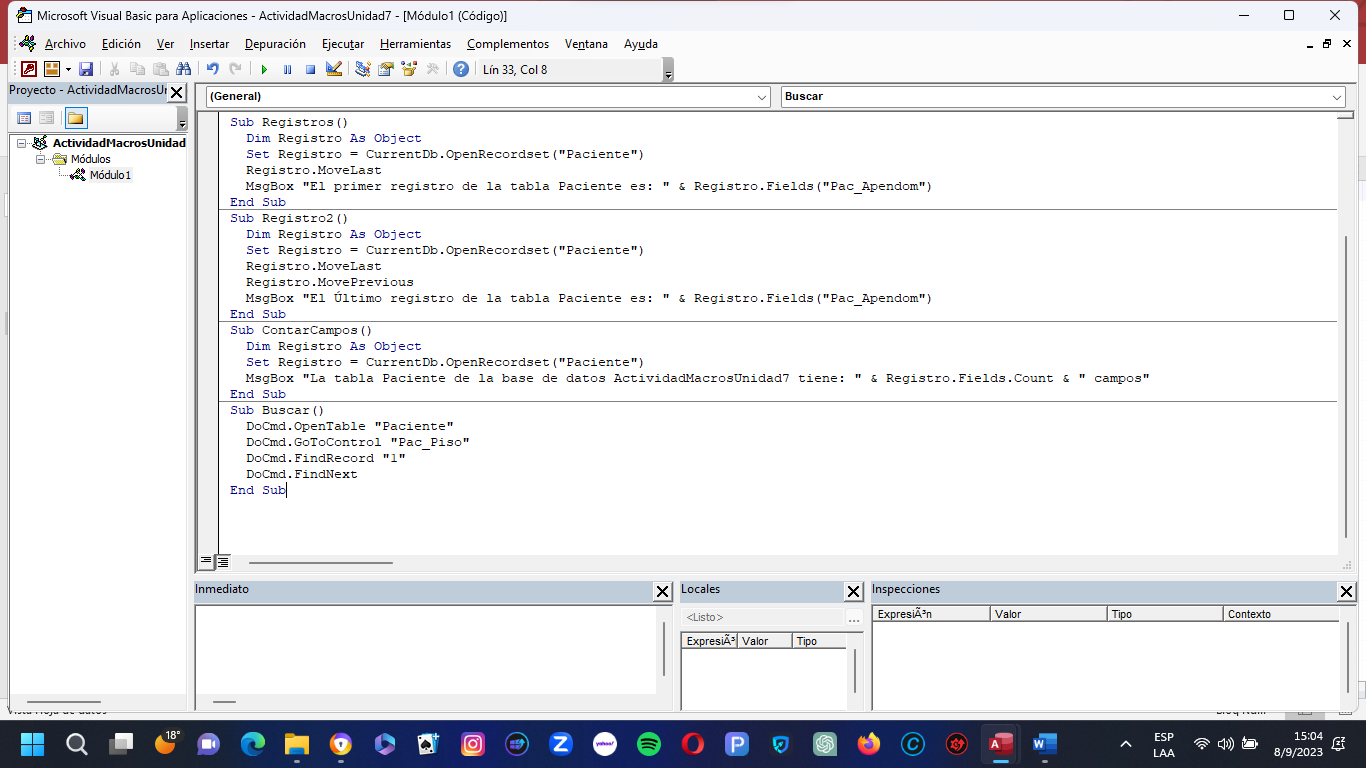 Microsoft Visual Basic para Aplicaciones - ActividadMacrosUnidad7 - [Módulo1 (Código)]
Archivo Edición Ver Insertar Depuración Ejecutar Herramientas Complementos Ventana Ayuda
Lín 33, Col 8
Proyecto - ActividadMacrosUn
(General)
Buscar
ActividadMacrosUnidad
Módulos
Módulo1
Sub Registros()
Dim Registro As Object
Set Registro = CurrentDb.OpenRecordset("Paciente")
Registro.MoveLast
MsgBox "El primer registro de la tabla Paciente es: " & Registro.Fields("Pac_Apendom")
End Sub
Sub Registro2()
Dim Registro As Object
Set Registro = CurrentDb.OpenRecordset("Paciente")
Registro.MoveLast
Registro.MovePrevious
MsgBox "El Último registro de la tabla Paciente es: " & Registro.Fields("Pac_Apendom")
End Sub
Sub ContarCampos()
Dim Registro As Object
Set Registro = CurrentDb.OpenRecordset("Paciente")
MsgBox "La tabla Paciente de la base de datos ActividadMacrosUnidad7 tiene: " & Registro.Fields.Count & " campos"
End Sub
Sub Buscar()
DoCmd.OpenTable "Paciente"
DoCmd.GoToControl "Pac_Piso"
DoCmd.FindRecord "1"
DoCmd.FindNext
End Sub
Inmediato
Locales
<Listo>
...
ExpresiÃ³ Valor Tipo
Inspecciones
ExpresiÃ³n Valor Tipo Contexto
18°
yahoo!
ESP
LAA
15:04
8/9/2023